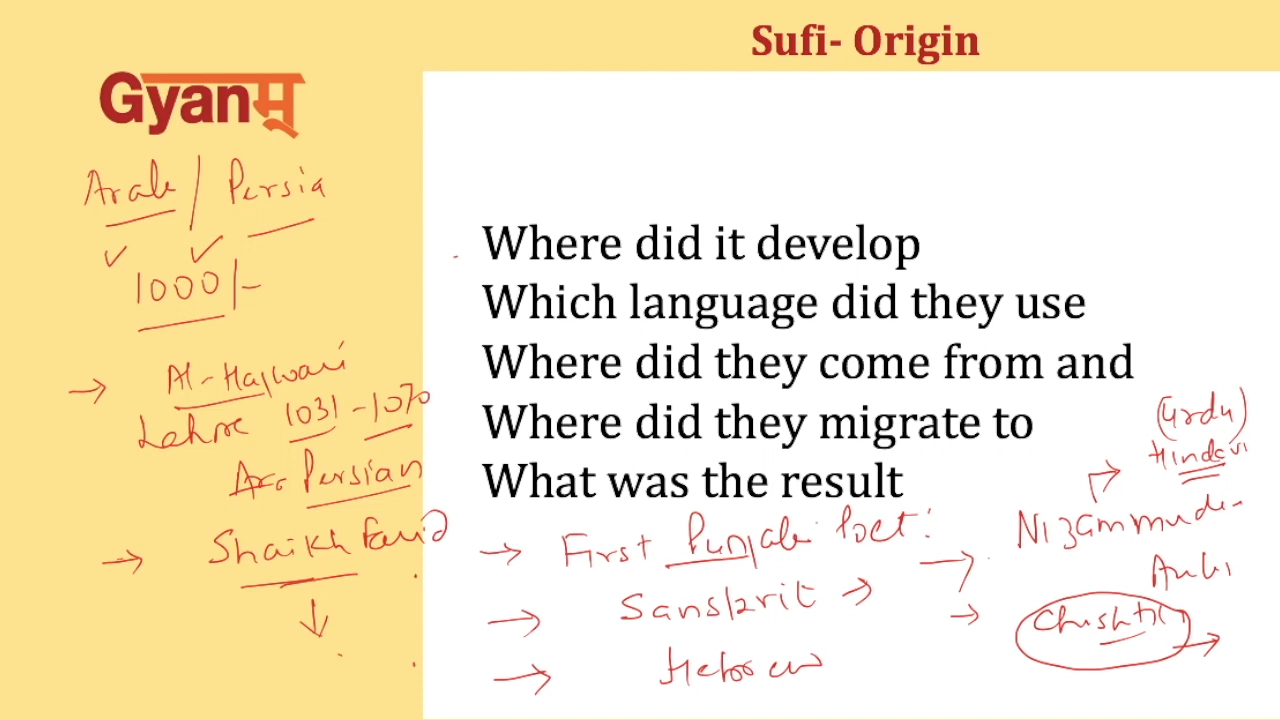 Sufi- Origin
Gyanम्
Arab / Persia
1000/-
→ Al-Hajwari
Lahore 1031-1070
Persian
→ Shaikh Farid
Where did it develop
Which language did they use
Where did they come from and
Where did they migrate to
What was the result
→ First Punjabi Poet
→ Sanskrit →
→ Hebrew
(Urdu)
Hindavi
→ Nizammudi-
→ Chishti →